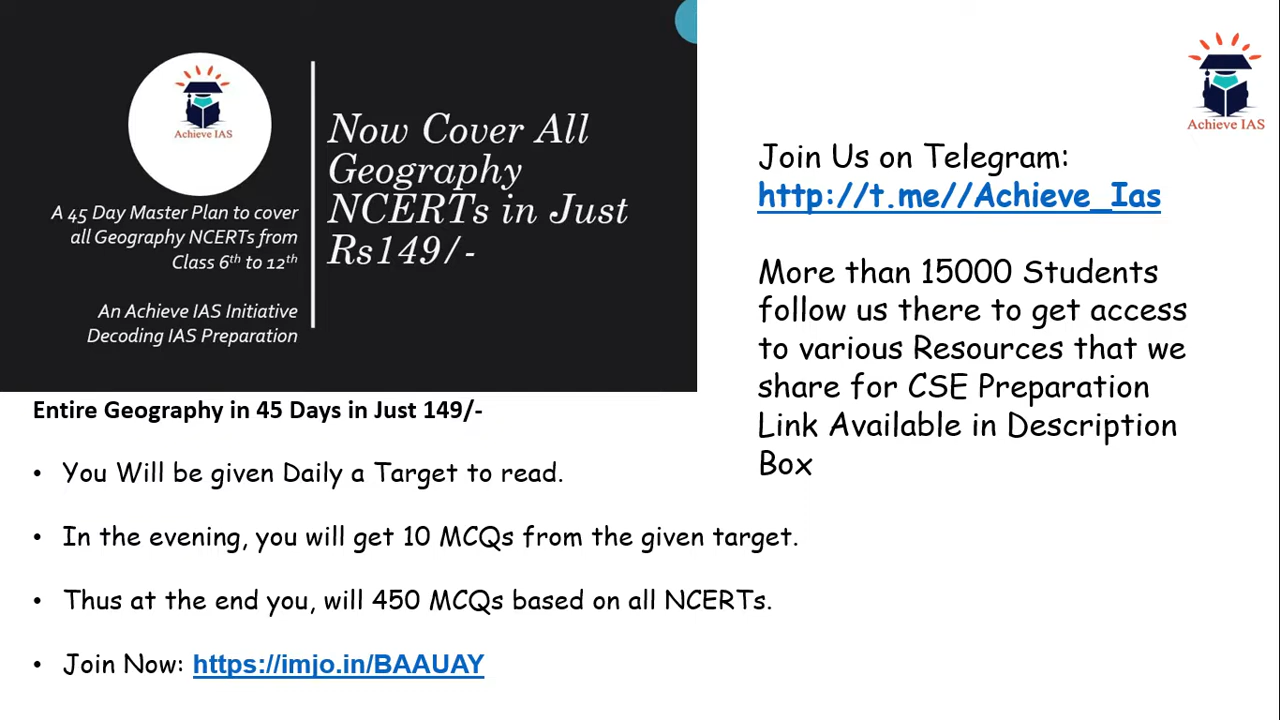 Achieve IAS
A 45 Day Master Plan to cover
all Geography NCERTs from
Class 6th to 12th
An Achieve IAS Initiative
Decoding IAS Preparation
Now Cover All
Geography
NCERTs in Just
Rs149/-
Entire Geography in 45 Days in Just 149/-
• You Will be given Daily a Target to read.
• In the evening, you will get 10 MCQs from the given target.
• Thus at the end you, will 450 MCQs based on all NCERTs.
• Join Now: https://imjo.in/BAAUAY
Achieve IAS
Join Us on Telegram:
http://t.me//Achieve_Ias
More than 15000 Students
follow us there to get access
to various Resources that we
share for CSE Preparation
Link Available in Description
Box